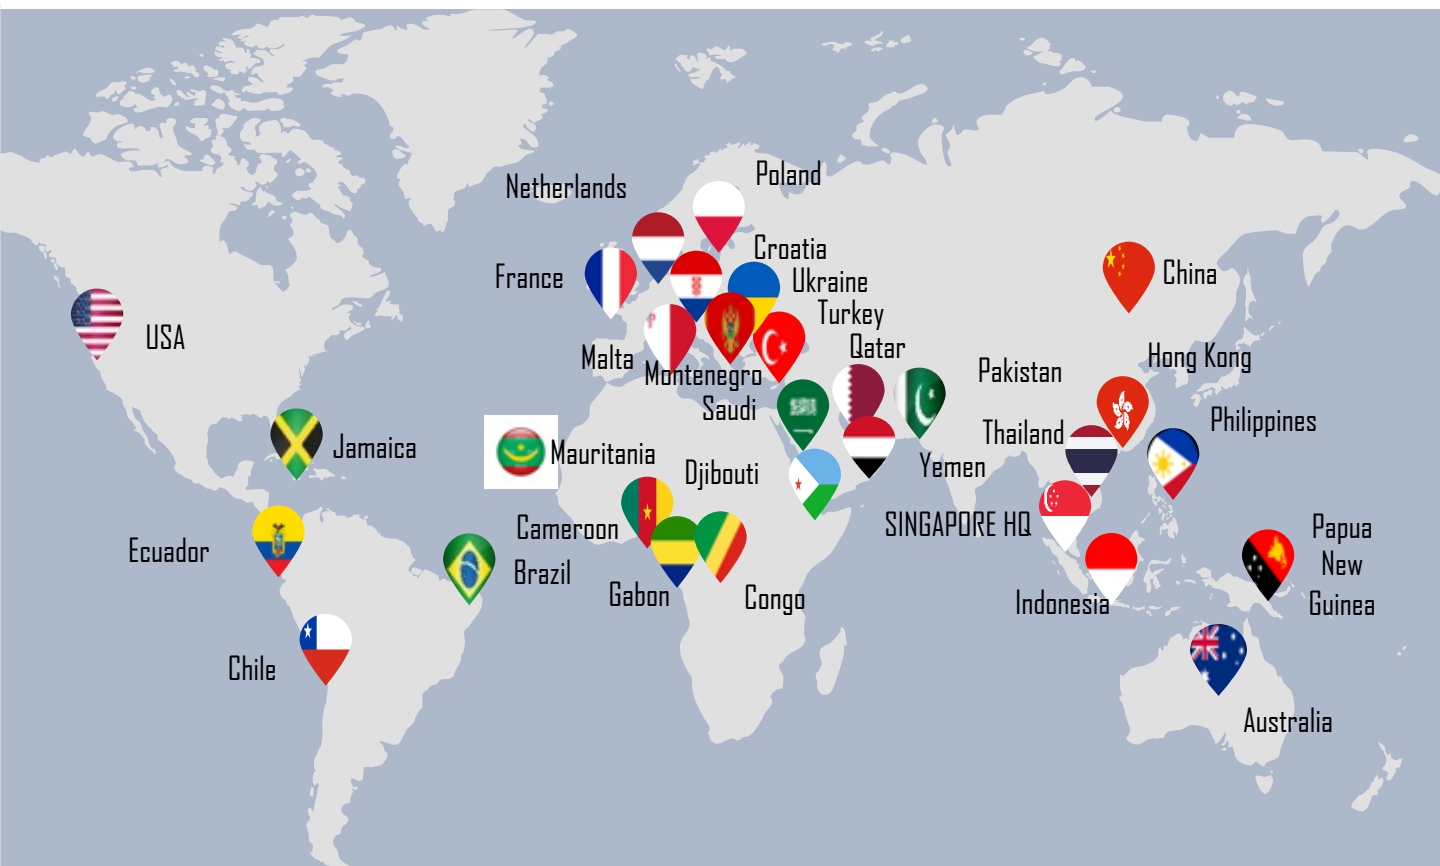 Poland
Netherlands
Croatia
France
Ukraine
China
Turkey
USA
Qatar
Malta
Hong Kong
Montenegro
Pakistan
Saudi
Philippines
Thailand
Jamaica
Mauritania
Djibouti
Yemen
Cameroon
SINGAPORE HQ
Papua
New
Guinea
Ecuador
Brazil
Gabon
Congo
Indonesia
Chile
Australia